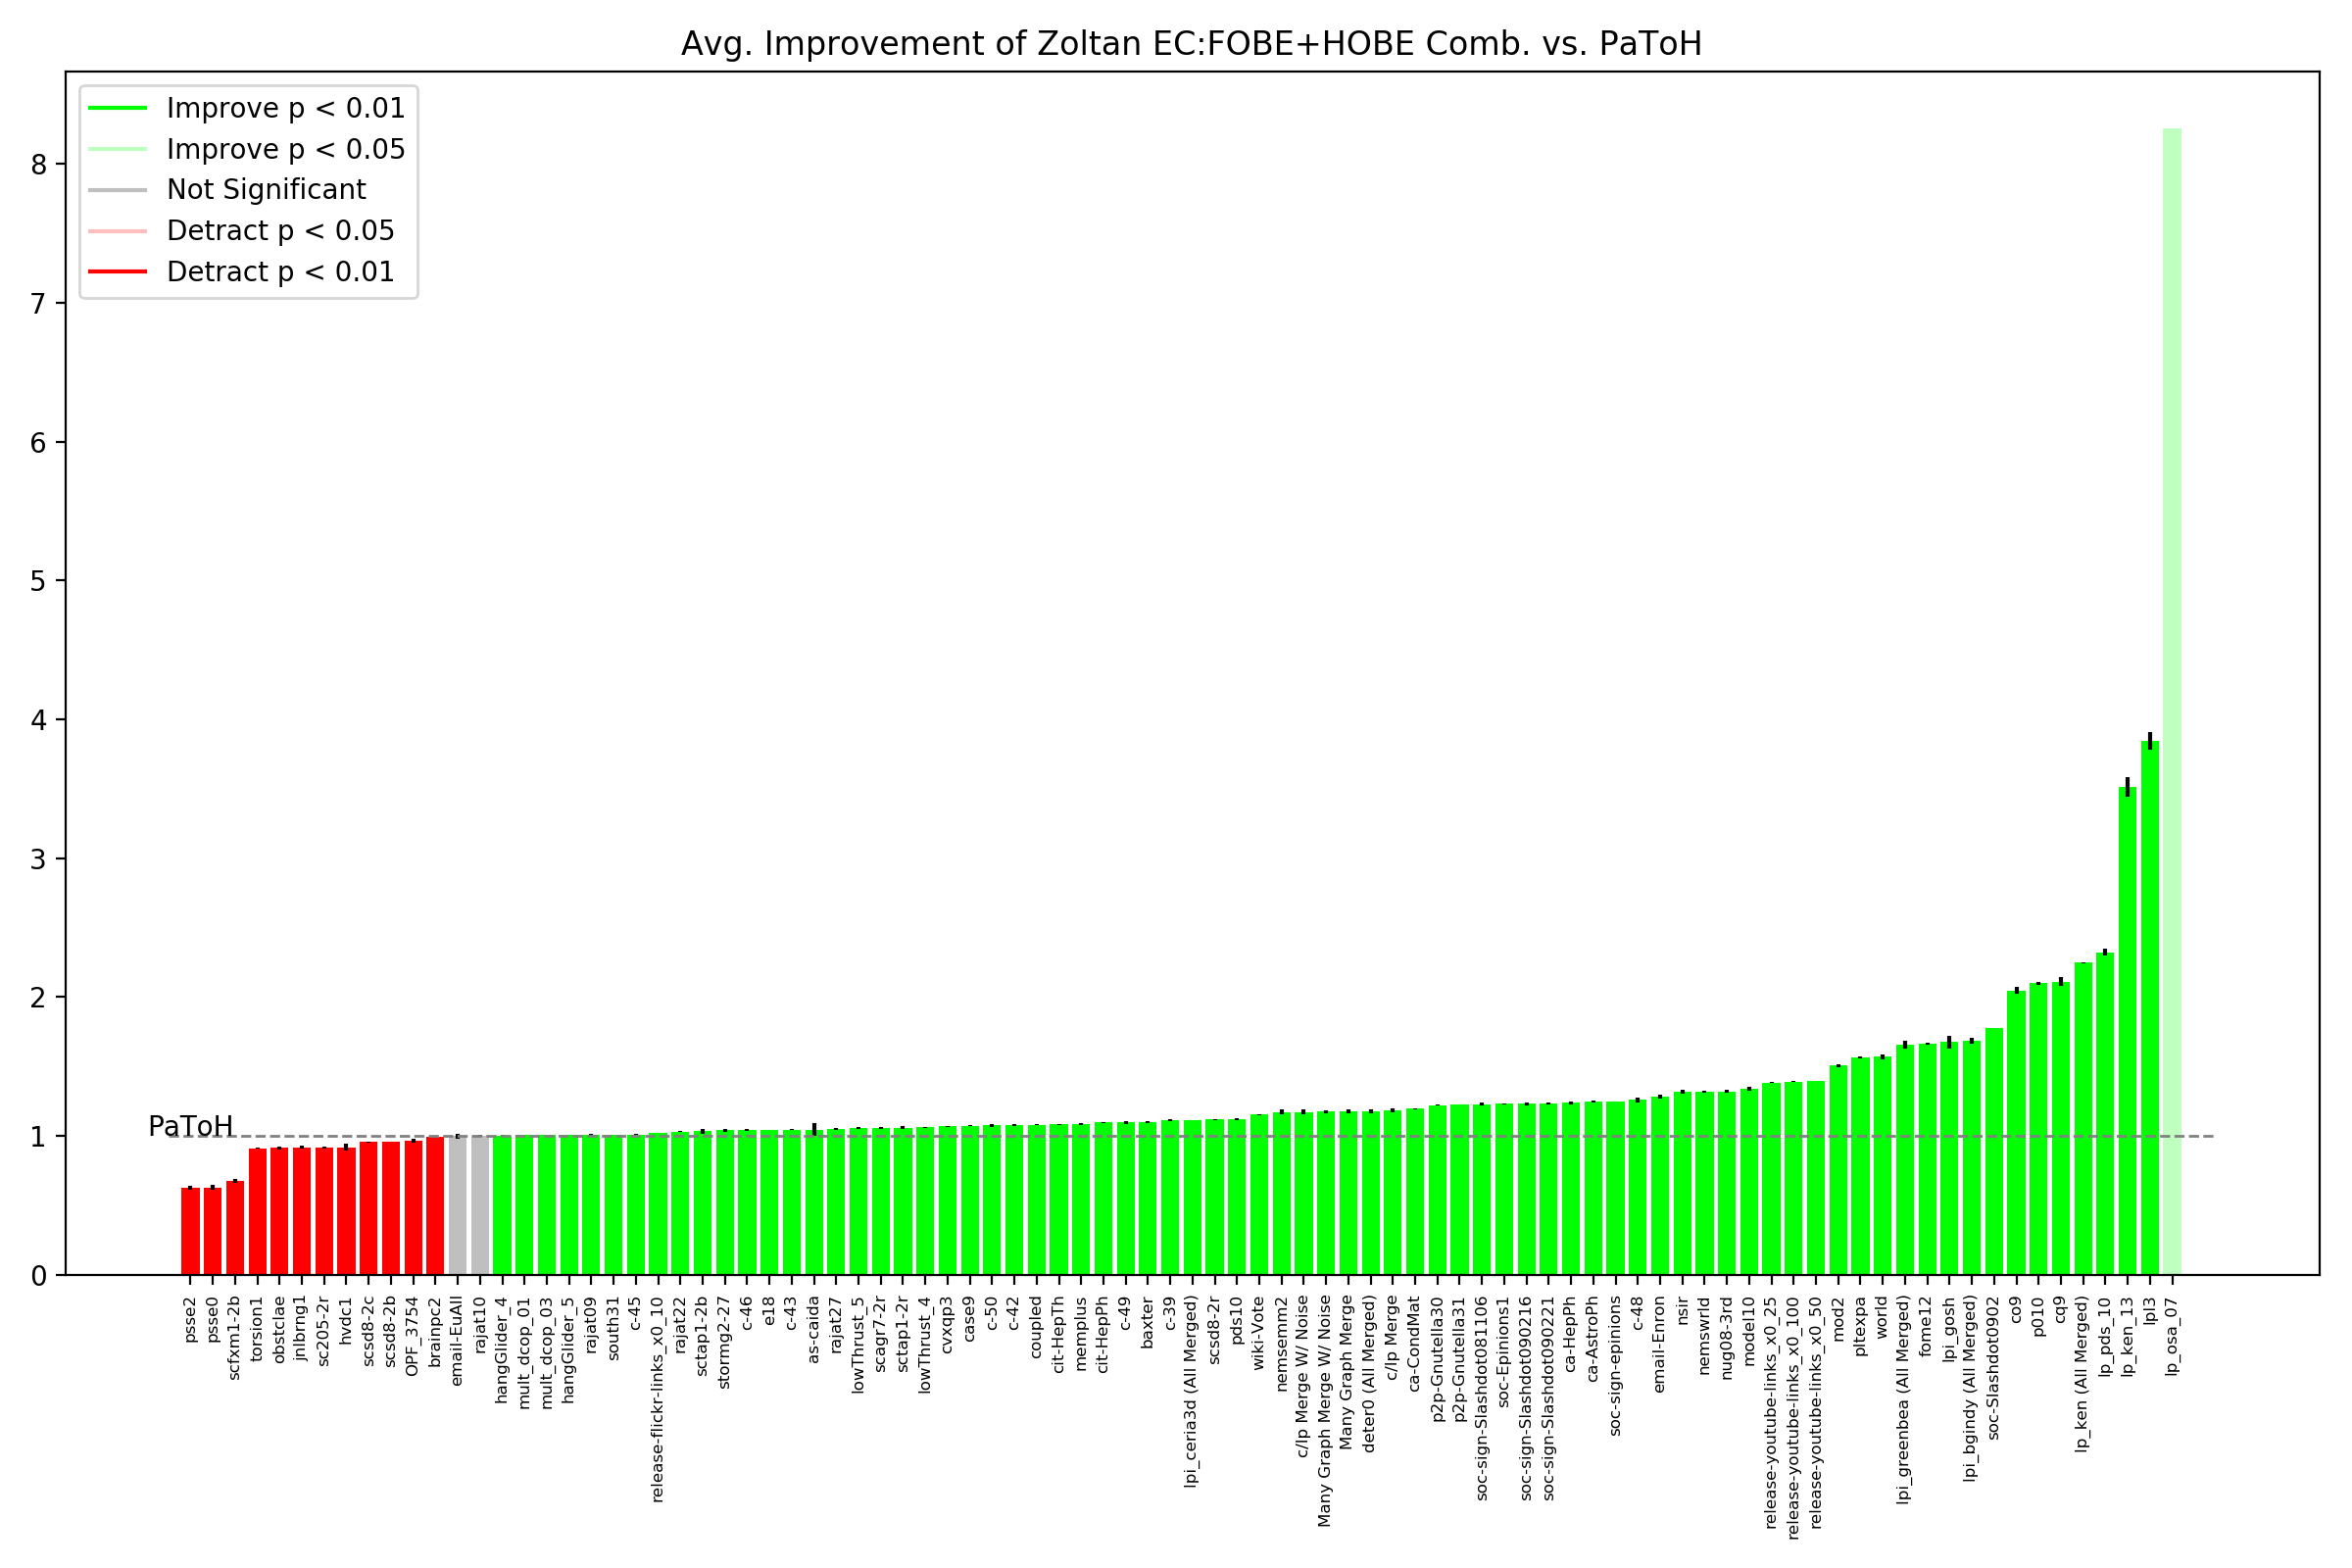 Avg. Improvement of Zoltan EC:FOBE+HOBE Comb. vs. PaToH
Improve p < 0.01
Improve p < 0.05
Not Significant
Detract p < 0.05
Detract p < 0.01
8
7
6
5
4
3
2
1
0
PaToH
psse2
psse0
scfxm1-2b
torsion1
obstclae
jnlbrng1
sc205-2r
hvdc1
scsd8-2c
scsd8-2b
OPF_3754
brainpc2
email-EuAll
rajat10
hangGlider_4
mult_dcop_01
mult_dcop_03
hangGlider_5
rajat09
south31
c-45
release-flickr-links_x0_10
rajat22
sctap1-2b
stormg2-27
c-46
e18
c-43
as-caida
rajat27
lowThrust_5
scagr7-2r
sctap1-2r
lowThrust_4
cvxqp3
case9
c-50
c-42
coupled
cit-HepTh
memplus
cit-HepPh
c-49
baxter
c-39
lpi_ceria3d (All Merged)
scsd8-2r
pds10
wiki-Vote
nemsemm2
c/lp Merge W/ Noise
Many Graph Merge W/ Noise
Many Graph Merge
deter0 (All Merged)
c/lp Merge
ca-CondMat
p2p-Gnutella30
p2p-Gnutella31
soc-sign-Slashdot081106
soc-Epinions1
soc-sign-Slashdot090216
soc-sign-Slashdot090221
ca-HepPh
ca-AstroPh
soc-sign-epinions
c-48
email-Enron
nsir
nemswrld
nug08-3rd
model10
release-youtube-links_x0_25
release-youtube-links_x0_100
release-youtube-links_x0_50
mod2
pltexpa
world
lpi_greenbea (All Merged)
fome12
lpi_gosh
lpi_bgindy (All Merged)
soc-Slashdot0902
co9
p010
cq9
lp_ken (All Merged)
lp_pds_10
lp_ken_13
lpl3
lp_osa_07